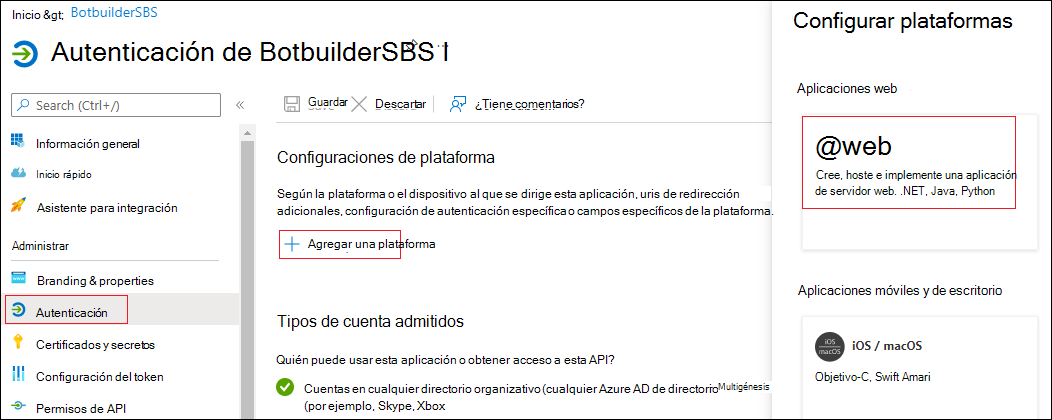 Inicio &gt; BotbuilderSBS
Autenticación de BotbuilderSBS
Search (Ctrl+/)
«
Información general
Inicio rápido
Asistente para integración
Administrar
Branding & properties
Autenticación
Certificados y secretos
Configuración del token
Permisos de API
Guardar
Descartar
¿Tiene comentarios?
Configuraciones de plataforma
Según la plataforma o el dispositivo al que se dirige esta aplicación, uris de redirección
adicionales, configuración de autenticación específica o campos específicos de la plataforma.
Agregar una plataforma
Tipos de cuenta admitidos
Quién puede usar esta aplicación o obtener acceso a esta API?
Cuentas en cualquier directorio organizativo (cualquier Azure AD de directorio Multigénesis
(por ejemplo, Skype, Xbox
Configurar plataformas
Aplicaciones web
@web
Cree, hoste e implemente una aplicación
de servidor web. .NET, Java, Python
Aplicaciones móviles y de escritorio
iOS
macOS
iOS / macOS
Objetivo-C, Swift Amari